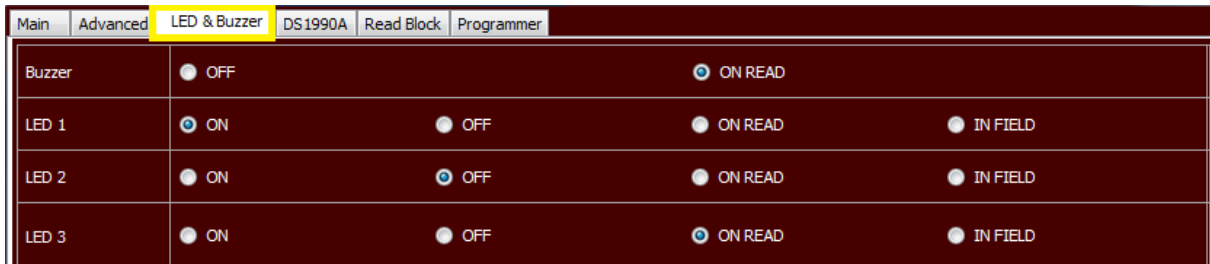 Main Advanced LED & Buzzer DS1990A Read Block Programmer
Buzzer OFF ON READ
LED 1 ON OFF ON READ IN FIELD
LED 2 ON OFF ON READ IN FIELD
LED 3 ON OFF ON READ IN FIELD